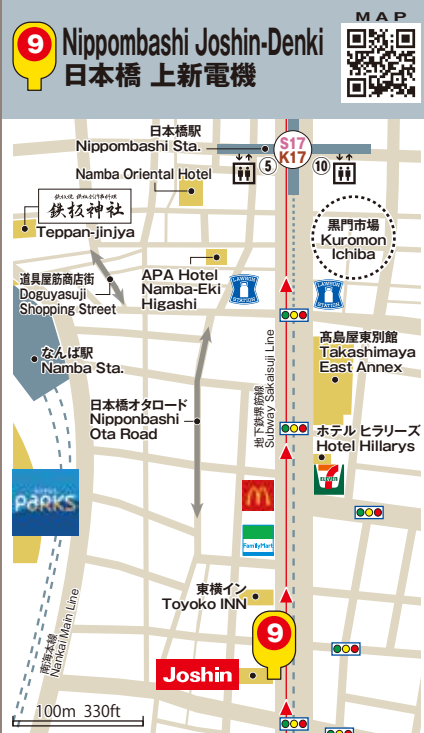 9
Nippombashi Joshin-Denki
日本橋 上新電機
MAP
日本橋駅
Nippombashi Sta.
S17
K17
5
10
Namba Oriental Hotel
鉄板神社
Teppan-jinjya
黒門市場
Kuromon
Ichiba
道具屋筋商店街
Doguyasuji
Shopping Street
APA Hotel
Namba-Eki
Higashi
LAWSON
STATION
LAWSON
STATION
髙島屋東別館
Takashimaya
East Annex
なんば駅
Namba Sta.
地下鉄堺筋線
Subway Sakaisuji Line
日本橋オタロード
Nipponbashi
Ota Road
ホテル ヒラリーズ
Hotel Hillarys
7
ELEVEN
PARKS
FamilyMart
東横イン
Toyoko INN
9
南海本線
Nankai Main Line
Joshin
100m 330ft